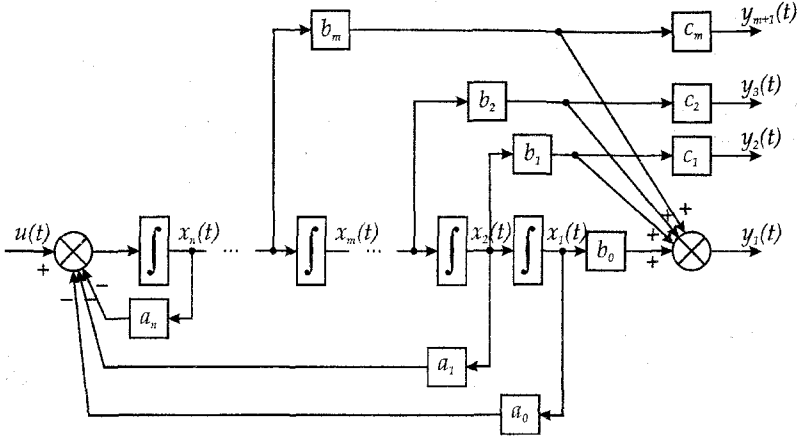 b_m c_m y_{m+1}(t)
b_2 c_2 y_3(t)
b_1 c_1 y_2(t)
u(t) ∫ x_n(t) ... ∫ x_m(t) ... ∫ x_2(t) ∫ x_1(t) b_0 y_1(t)
+ + + + +
− − −
a_n
a_1
a_0